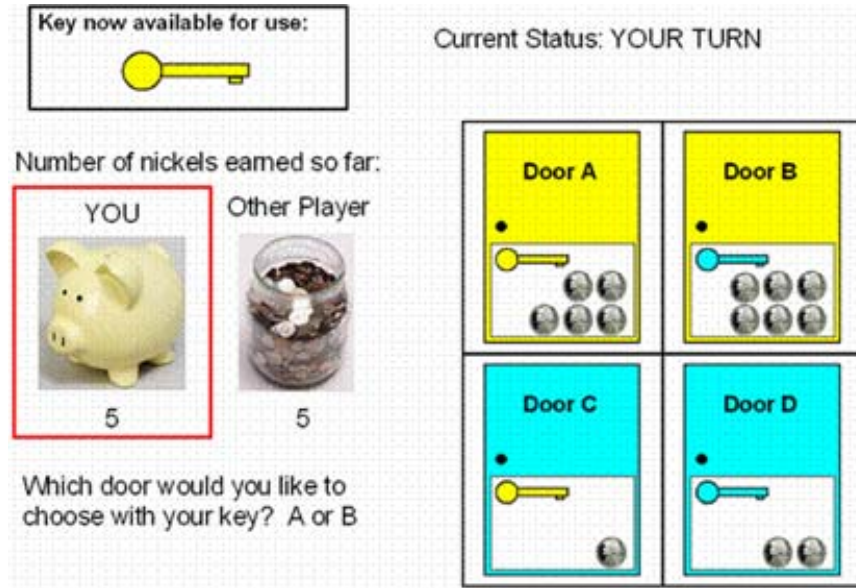 Key now available for use:
Current Status: YOUR TURN
Number of nickels earned so far:
YOU
Other Player
5
5
Which door would you like to
choose with your key? A or B
Door A
Door B
Door C
Door D